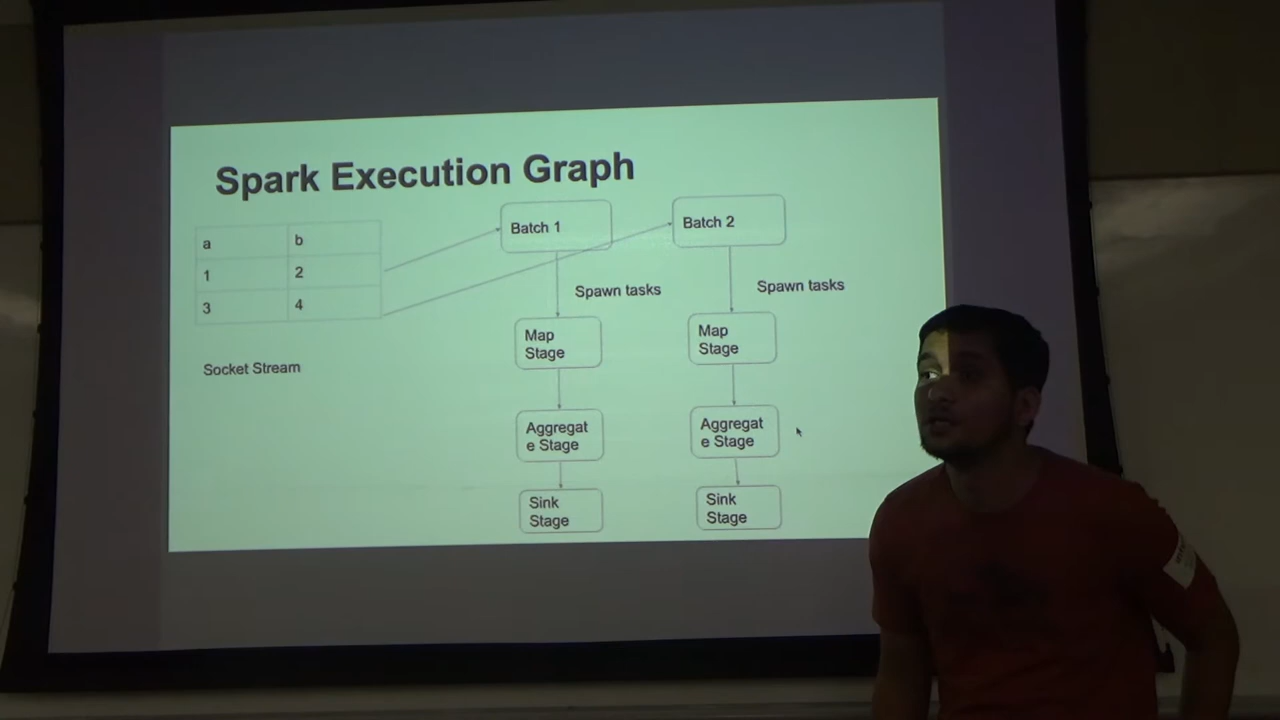 Spark Execution Graph
a b
1 2
3 4
Socket Stream
Batch 1
Batch 2
Spawn tasks
Spawn tasks
Map
Stage
Map
Stage
Aggregat
e Stage
Aggregat
e Stage
Sink
Stage
Sink
Stage